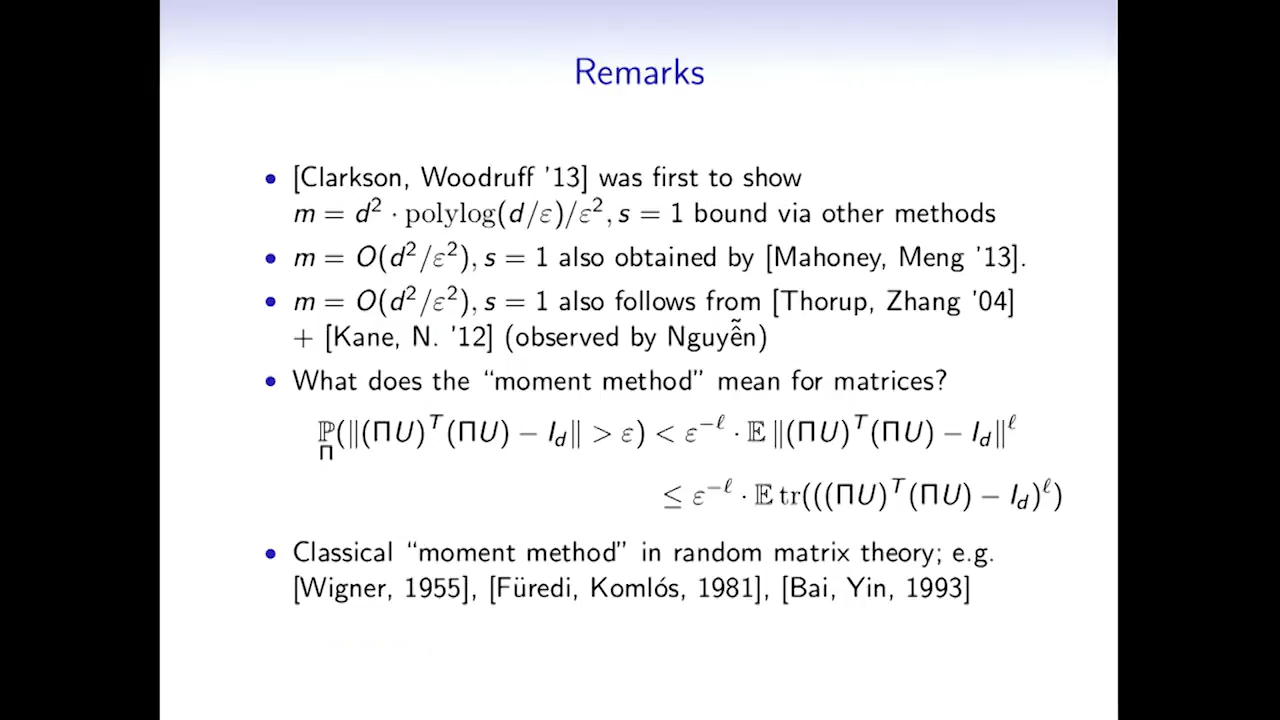 Remarks
• [Clarkson, Woodruff '13] was first to show
m = d² · polylog(d/ε)/ε², s = 1 bound via other methods
• m = O(d²/ε²), s = 1 also obtained by [Mahoney, Meng '13].
• m = O(d²/ε²), s = 1 also follows from [Thorup, Zhang '04]
+ [Kane, N. '12] (observed by Nguyễ̃n)
• What does the “moment method” mean for matrices?
ℙ_Π(‖(ΠU)ᵀ(ΠU) − I_d‖ > ε) < ε^{−ℓ} · 𝔼 ‖(ΠU)ᵀ(ΠU) − I_d‖^ℓ
≤ ε^{−ℓ} · 𝔼 tr(((ΠU)ᵀ(ΠU) − I_d)^ℓ)
• Classical “moment method” in random matrix theory; e.g.
[Wigner, 1955], [Füredi, Komlós, 1981], [Bai, Yin, 1993]